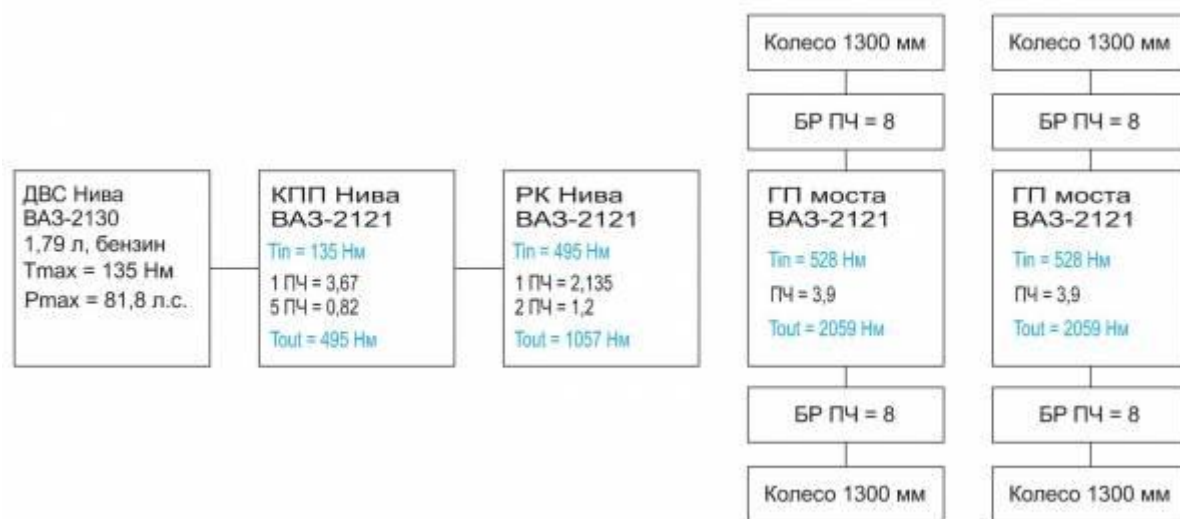 Колесо 1300 мм
Колесо 1300 мм
БР ПЧ = 8
БР ПЧ = 8
ДВС Нива
ВАЗ-2130
1,79 л, бензин
Tmax = 135 Нм
Pmax = 81,8 л.с.
КПП Нива
ВАЗ-2121
Tin = 135 Нм
1 ПЧ = 3,67
5 ПЧ = 0,82
Tout = 495 Нм
РК Нива
ВАЗ-2121
Tin = 495 Нм
1 ПЧ = 2,135
2 ПЧ = 1,2
Tout = 1057 Нм
ГП моста
ВАЗ-2121
Tin = 528 Нм
ПЧ = 3,9
Tout = 2059 Нм
ГП моста
ВАЗ-2121
Tin = 528 Нм
ПЧ = 3,9
Tout = 2059 Нм
БР ПЧ = 8
БР ПЧ = 8
Колесо 1300 мм
Колесо 1300 мм